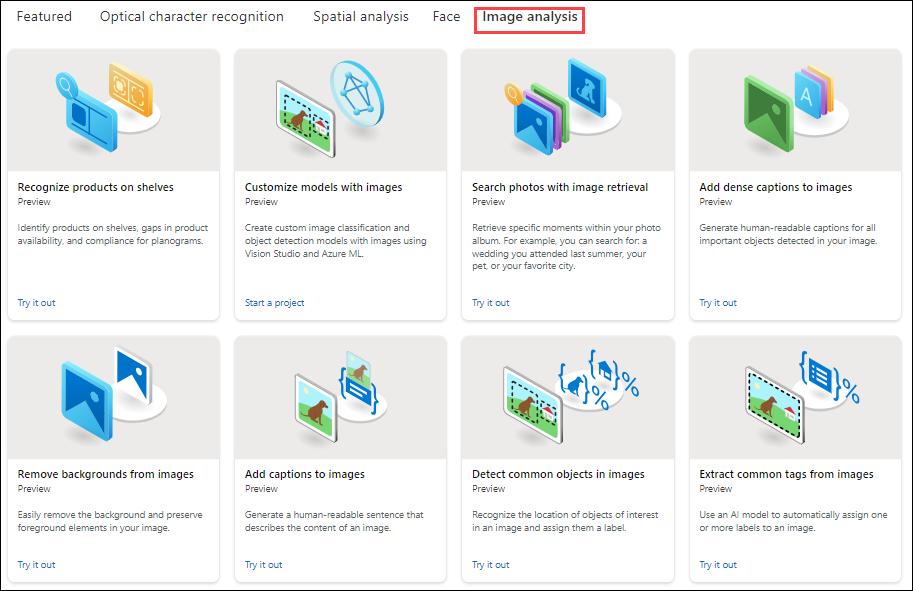 Featured Optical character recognition Spatial analysis Face Image analysis
A
Recognize products on shelves
Preview
Identify products on shelves, gaps in product
availability, and compliance for planograms.
Try it out
Customize models with images
Preview
Create custom image classification and
object detection models with images using
Vision Studio and Azure ML.
Start a project
Search photos with image retrieval
Preview
Retrieve specific moments within your photo
album. For example, you can search for: a
wedding you attended last summer, your
pet, or your favorite city.
Try it out
Add dense captions to images
Preview
Generate human-readable captions for all
important objects detected in your image.
Try it out
Remove backgrounds from images
Preview
Easily remove the background and preserve
foreground elements in your image.
Try it out
{ }
Add captions to images
Preview
Generate a human-readable sentence that
describes the content of an image.
Try it out
{ }% { }%
Detect common objects in images
Preview
Recognize the location of objects of interest
in an image and assign them a label.
Try it out
{ }%
Extract common tags from images
Preview
Use an AI model to automatically assign one
or more labels to an image.
Try it out